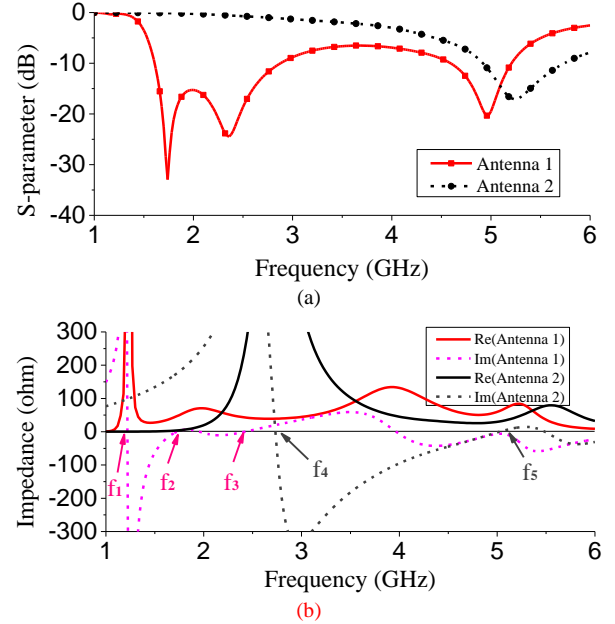 0
-10
-20
-30
-40
S-parameter (dB)
Antenna 1
Antenna 2
1 2 3 4 5 6
Frequency (GHz)
(a)
300
200
100
0
-100
-200
-300
Impedance (ohm)
Re(Antenna 1)
Im(Antenna 1)
Re(Antenna 2)
Im(Antenna 2)
f1 f2 f3 f4 f5
1 2 3 4 5 6
Frequency (GHz)
(b)